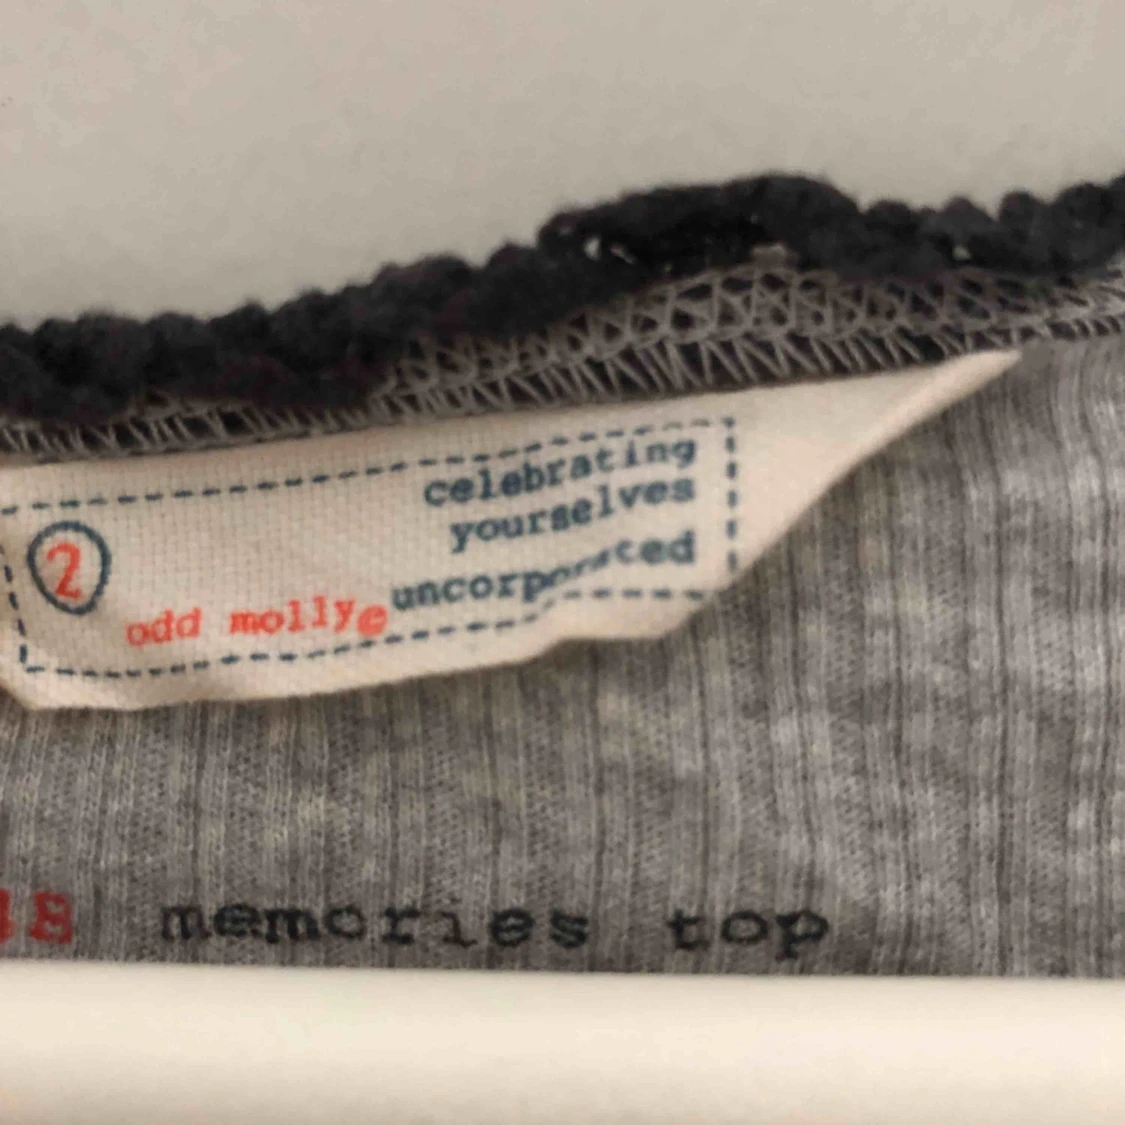 celebrating
yourselves
uncorporated
2
odd molly
memories top